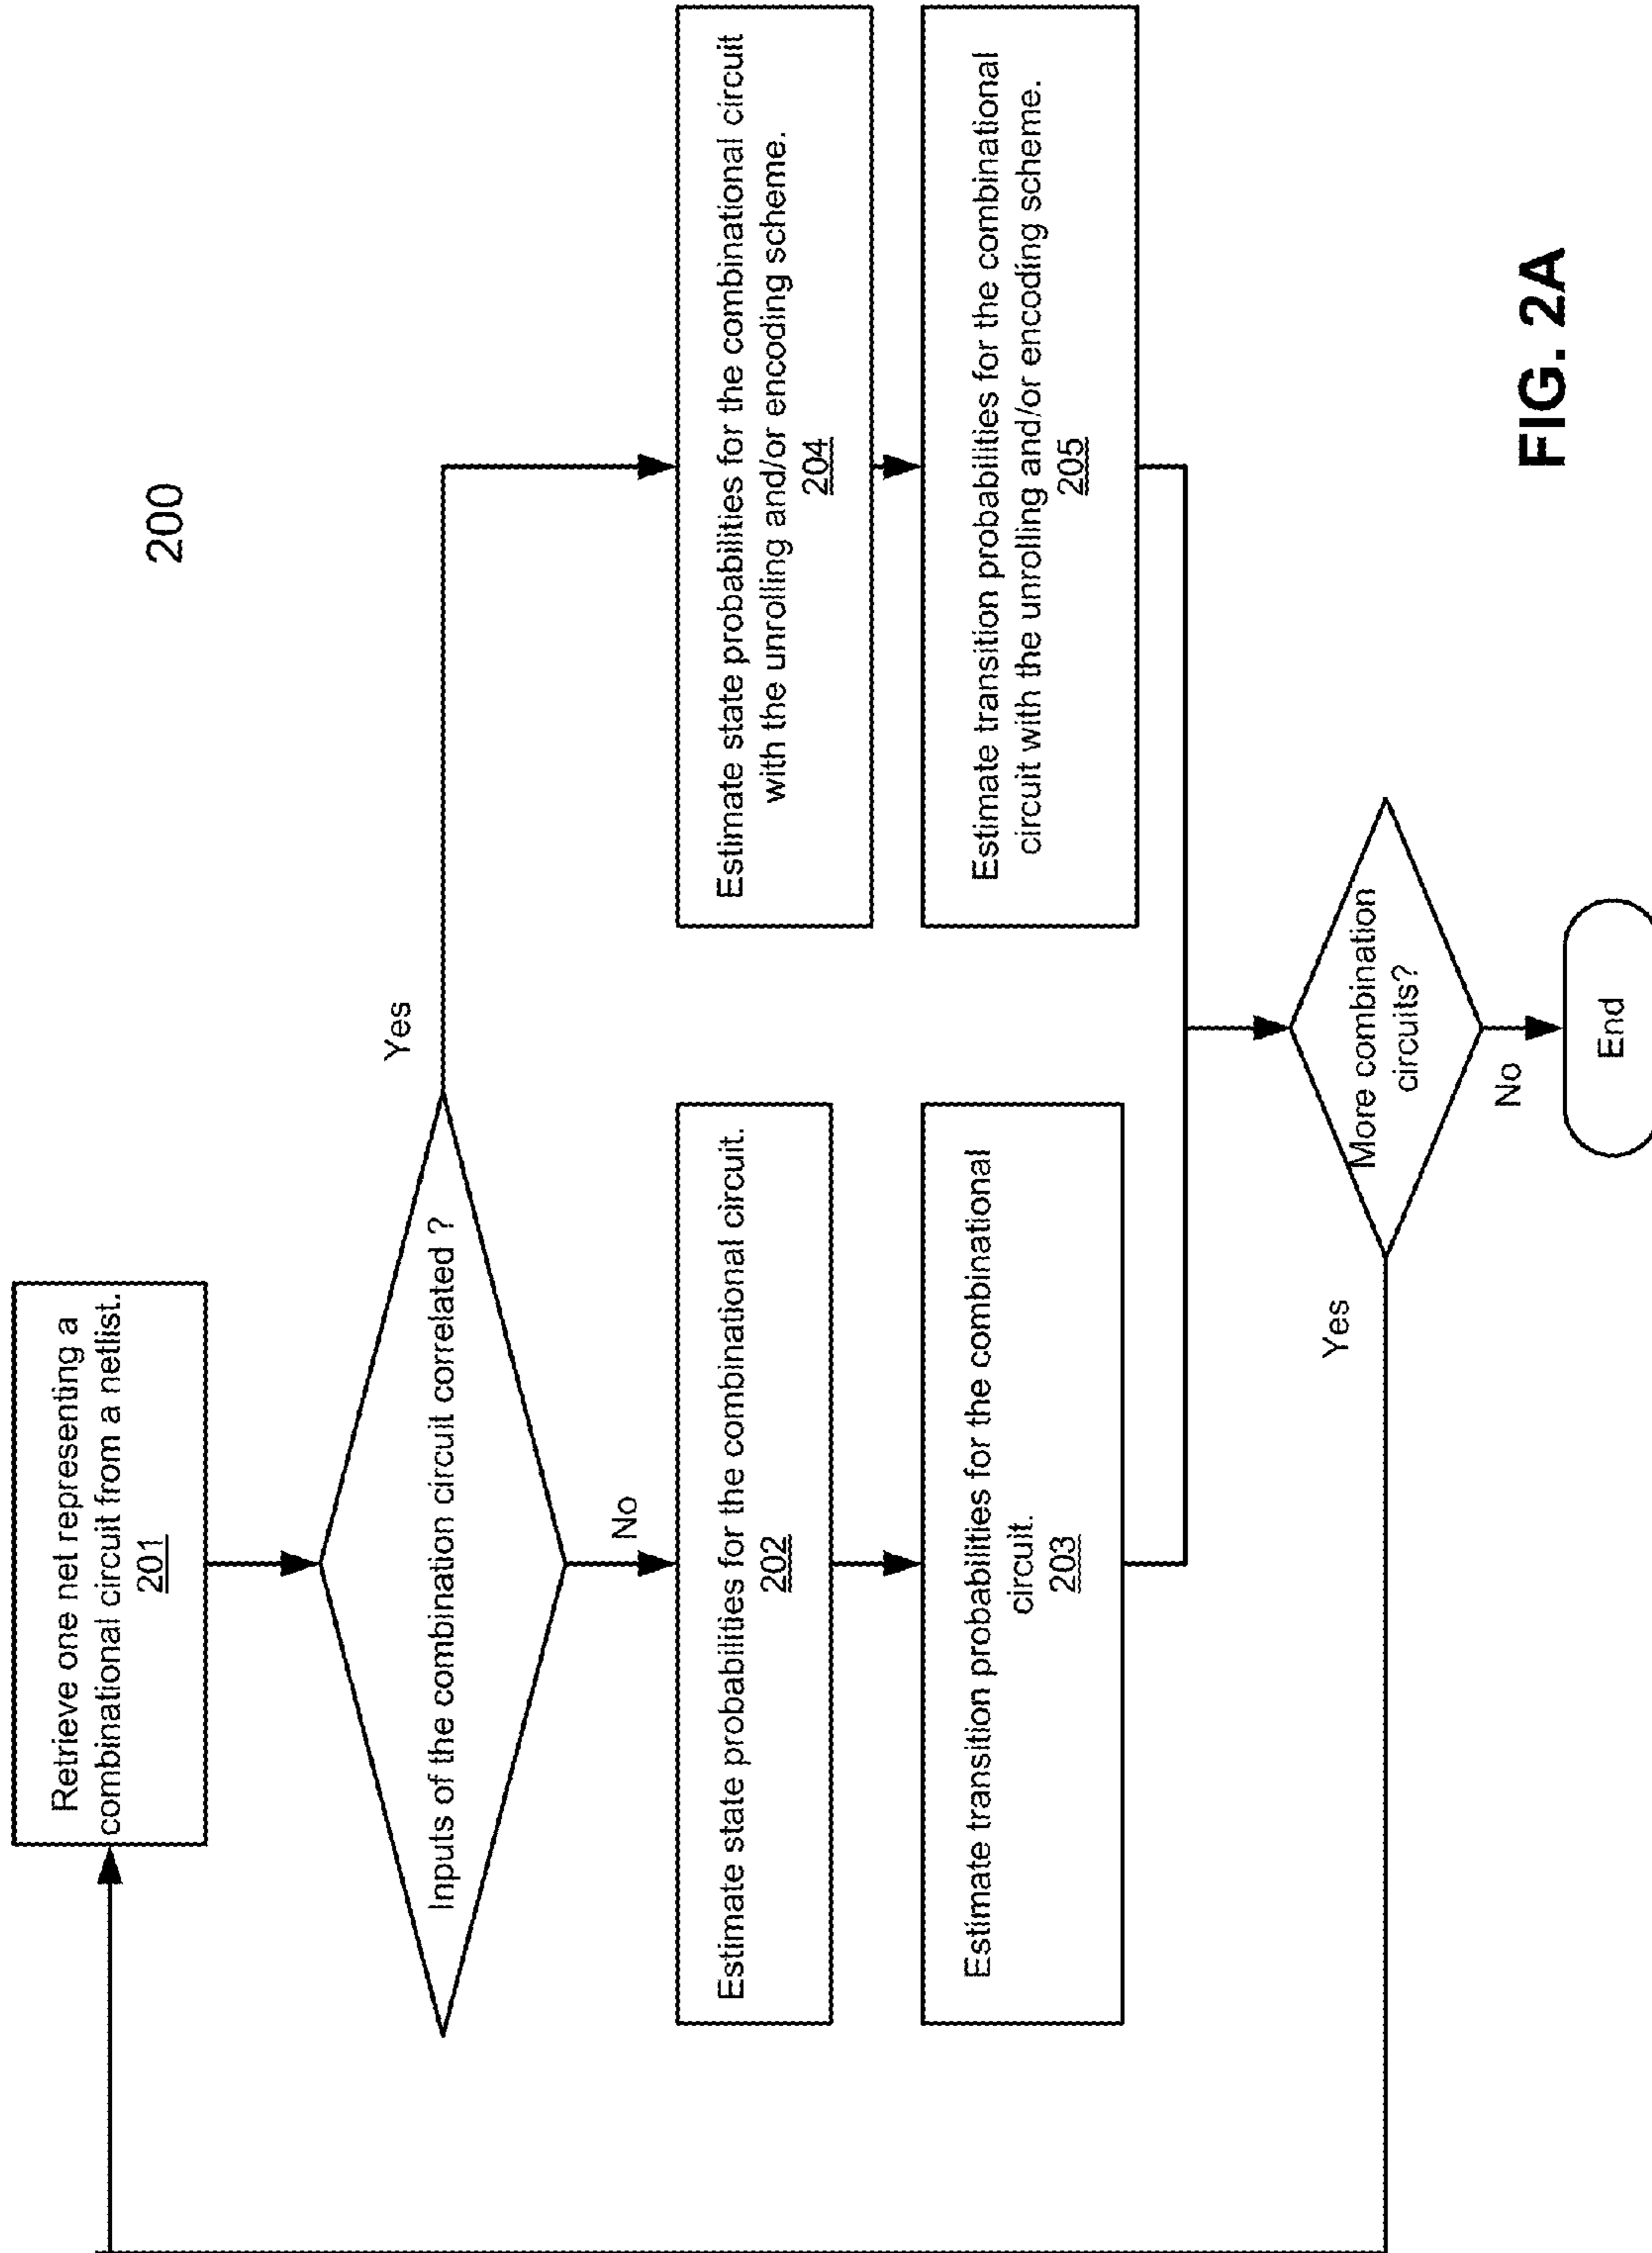 200
Retrieve one net representing a
combinational circuit from a netlist.
201
Inputs of the combination circuit correlated ?
Yes
No
Estimate state probabilities for the combinational circuit.
202
Estimate state probabilities for the combinational circuit
with the unrolling and/or encoding scheme.
204
Estimate transition probabilities for the combinational
circuit.
203
Estimate transition probabilities for the combinational
circuit with the unrolling and/or encoding scheme.
205
More combination
circuits?
Yes
No
End
FIG. 2A